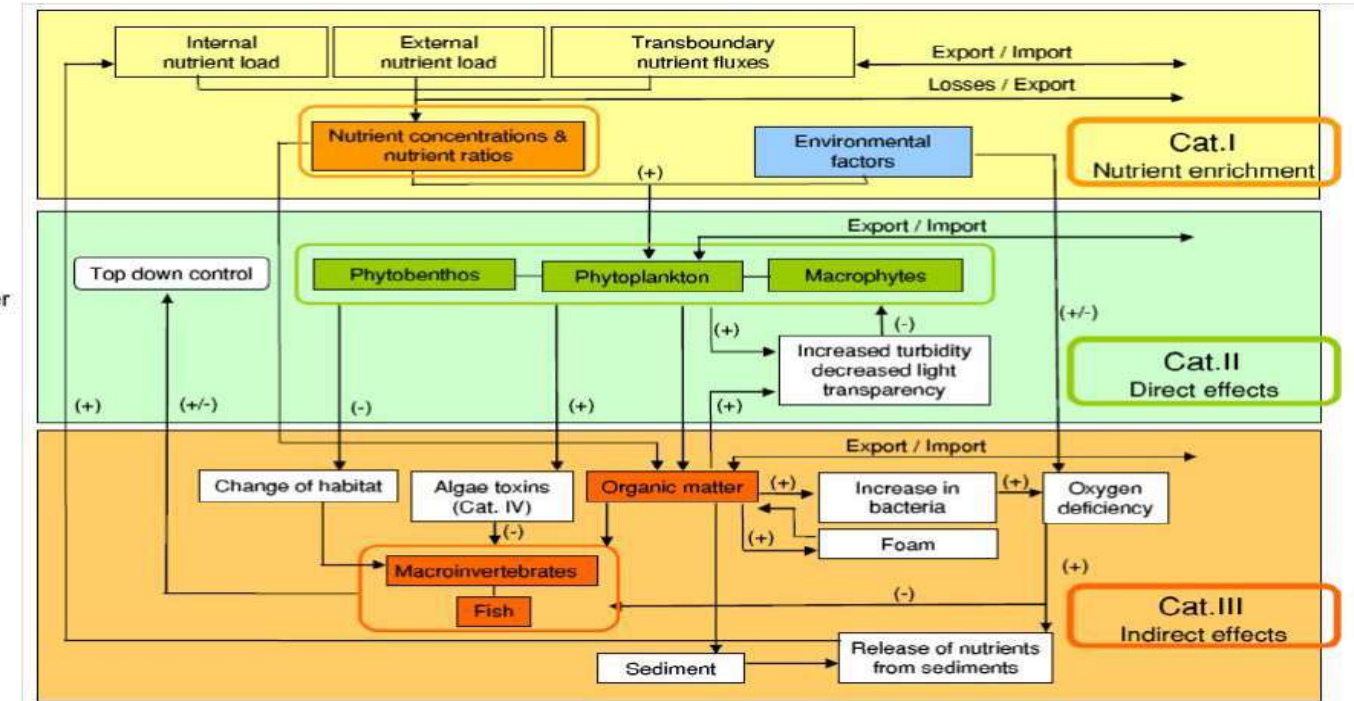 Internal
nutrient load
External
nutrient load
Transboundary
nutrient fluxes
Export / Import
Losses / Export
Nutrient concentrations &
nutrient ratios
Environmental
factors
Cat.I
Nutrient enrichment
(+)
Export / Import
Top down control
Phytobenthos
Phytoplankton
Macrophytes
er
(+)
(-)
(+/-)
Increased turbidity
decreased light
transparency
Cat.II
Direct effects
(+)
(+/-)
(-)
(+)
(+)
Export / Import
Change of habitat
Algae toxins
(Cat. IV)
Organic matter
(+)
Increase in
bacteria
(+)
Oxygen
deficiency
(-)
(+)
Foam
Macroinvertebrates
(+)
Fish
(-)
Cat.III
Indirect effects
Sediment
Release of nutrients
from sediments